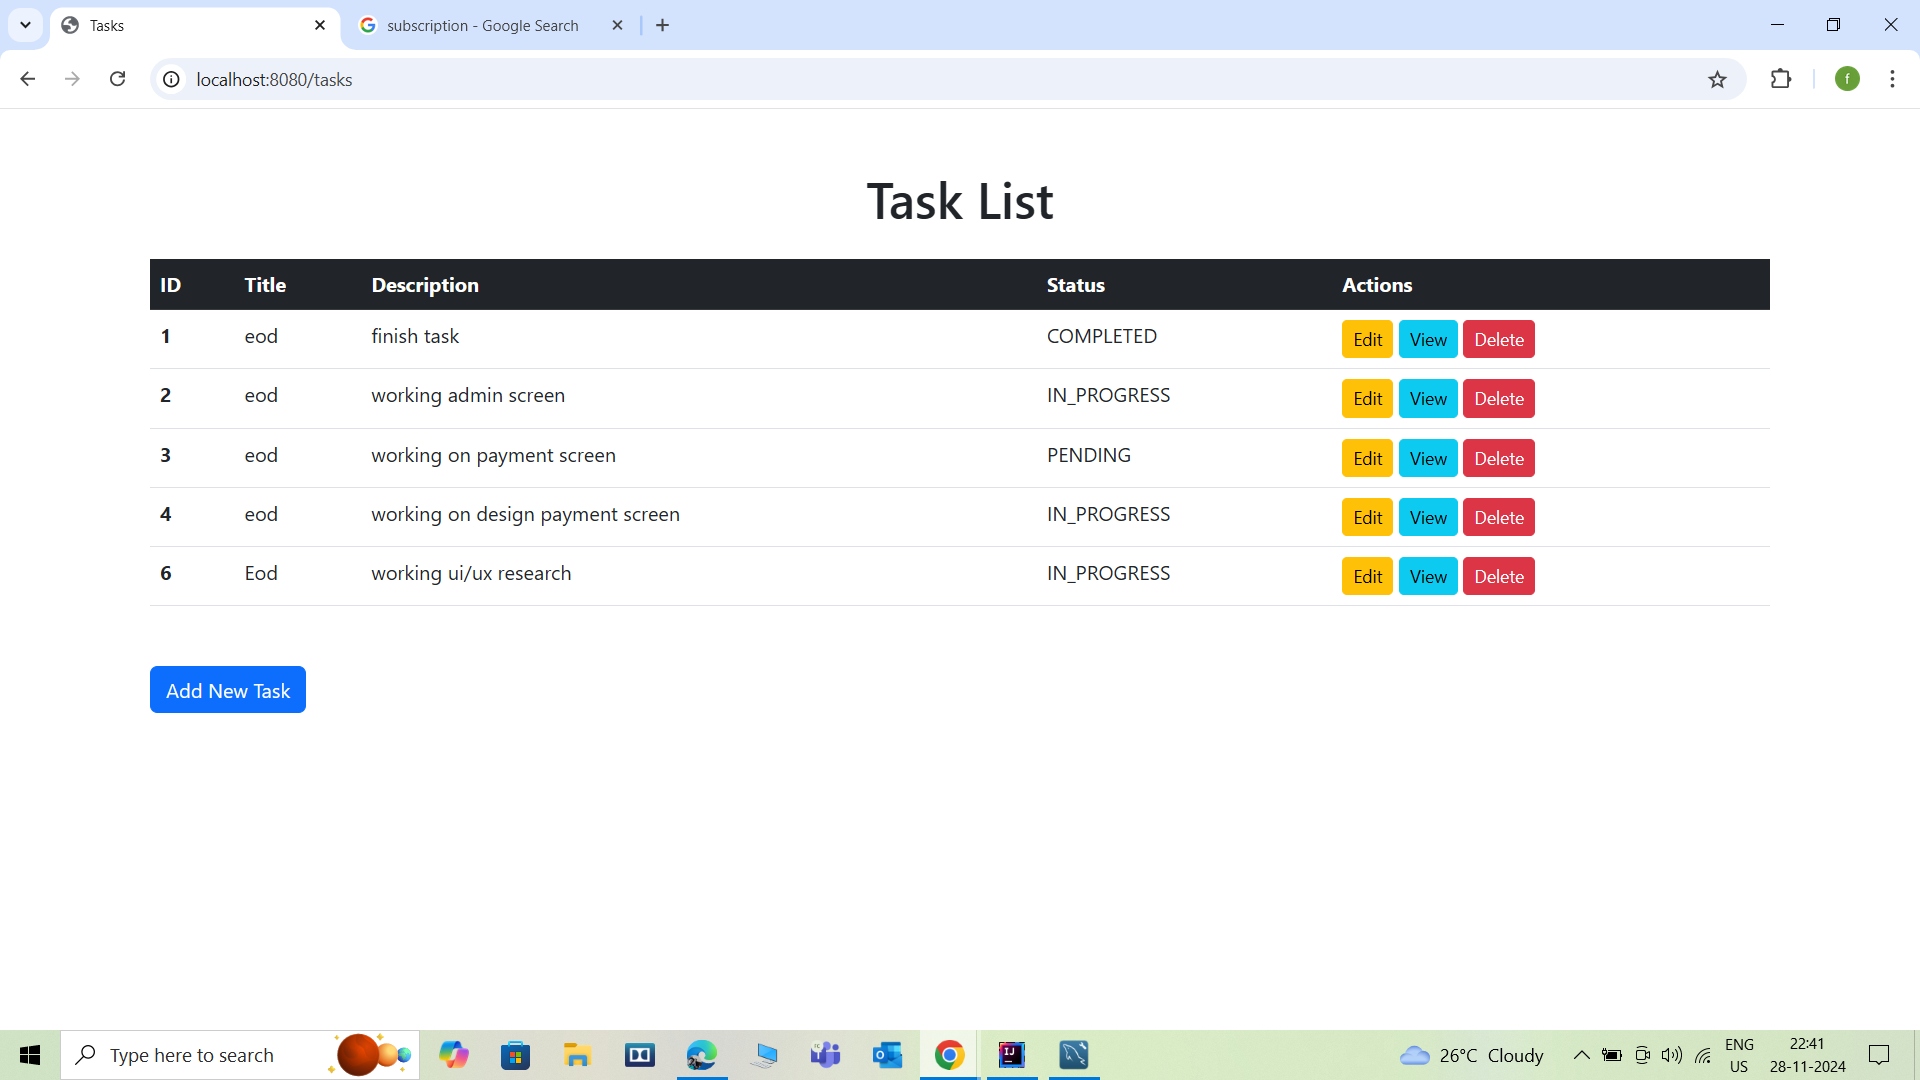 Tasks
subscription - Google Search
localhost:8080/tasks
f
Task List
ID Title Description Status Actions
1 eod finish task COMPLETED Edit View Delete
2 eod working admin screen IN_PROGRESS Edit View Delete
3 eod working on payment screen PENDING Edit View Delete
4 eod working on design payment screen IN_PROGRESS Edit View Delete
6 Eod working ui/ux research IN_PROGRESS Edit View Delete
Add New Task
Type here to search
26°C Cloudy
ENG
US
22:41
28-11-2024